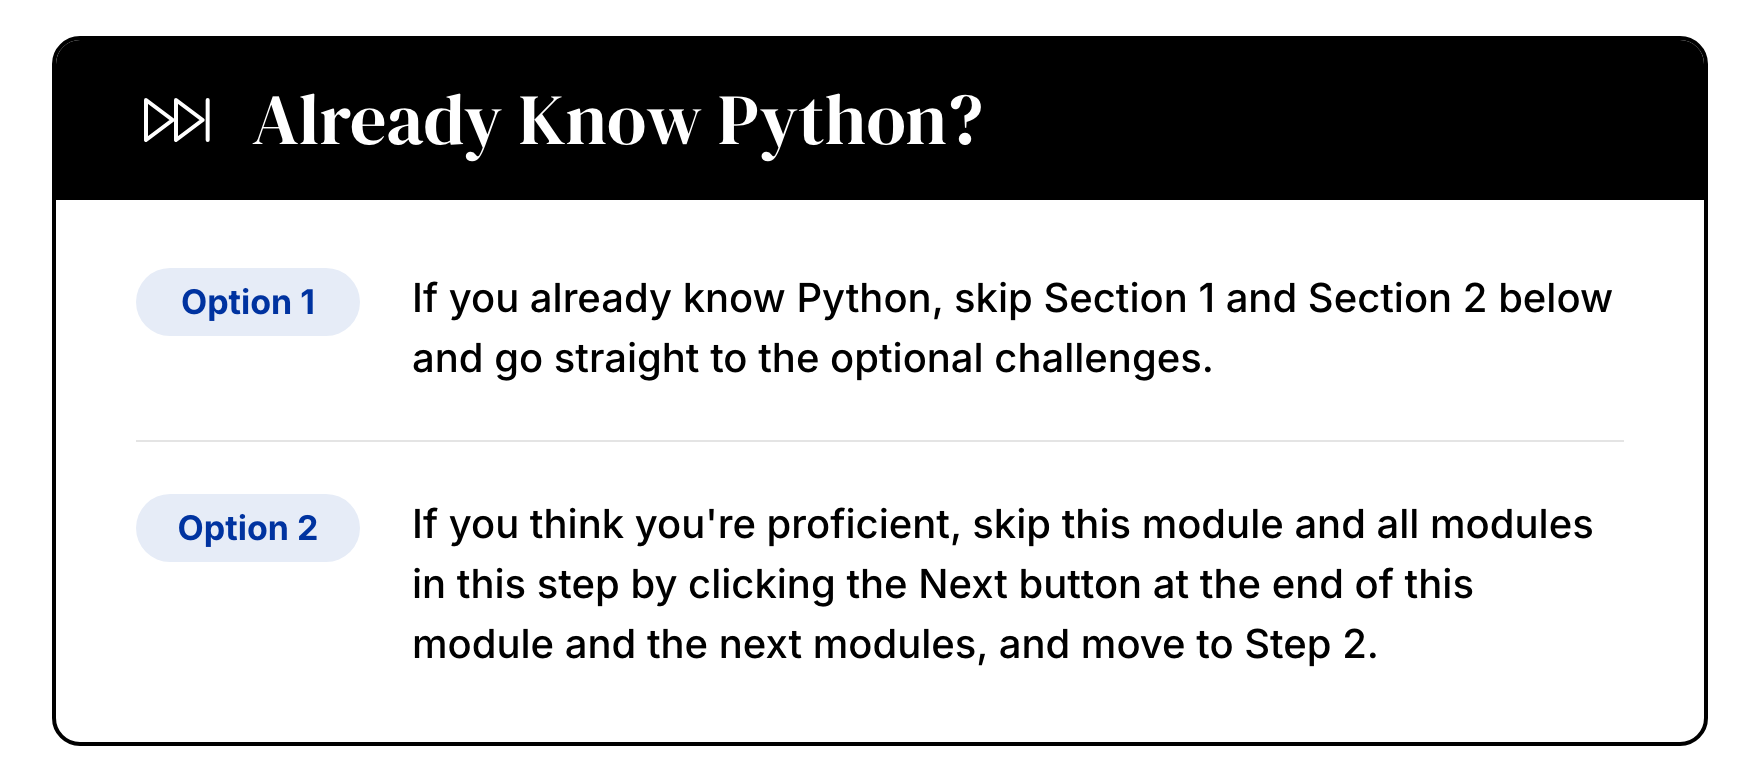 Already Know Python?
Option 1
If you already know Python, skip Section 1 and Section 2 below
and go straight to the optional challenges.
Option 2
If you think you're proficient, skip this module and all modules
in this step by clicking the Next button at the end of this
module and the next modules, and move to Step 2.